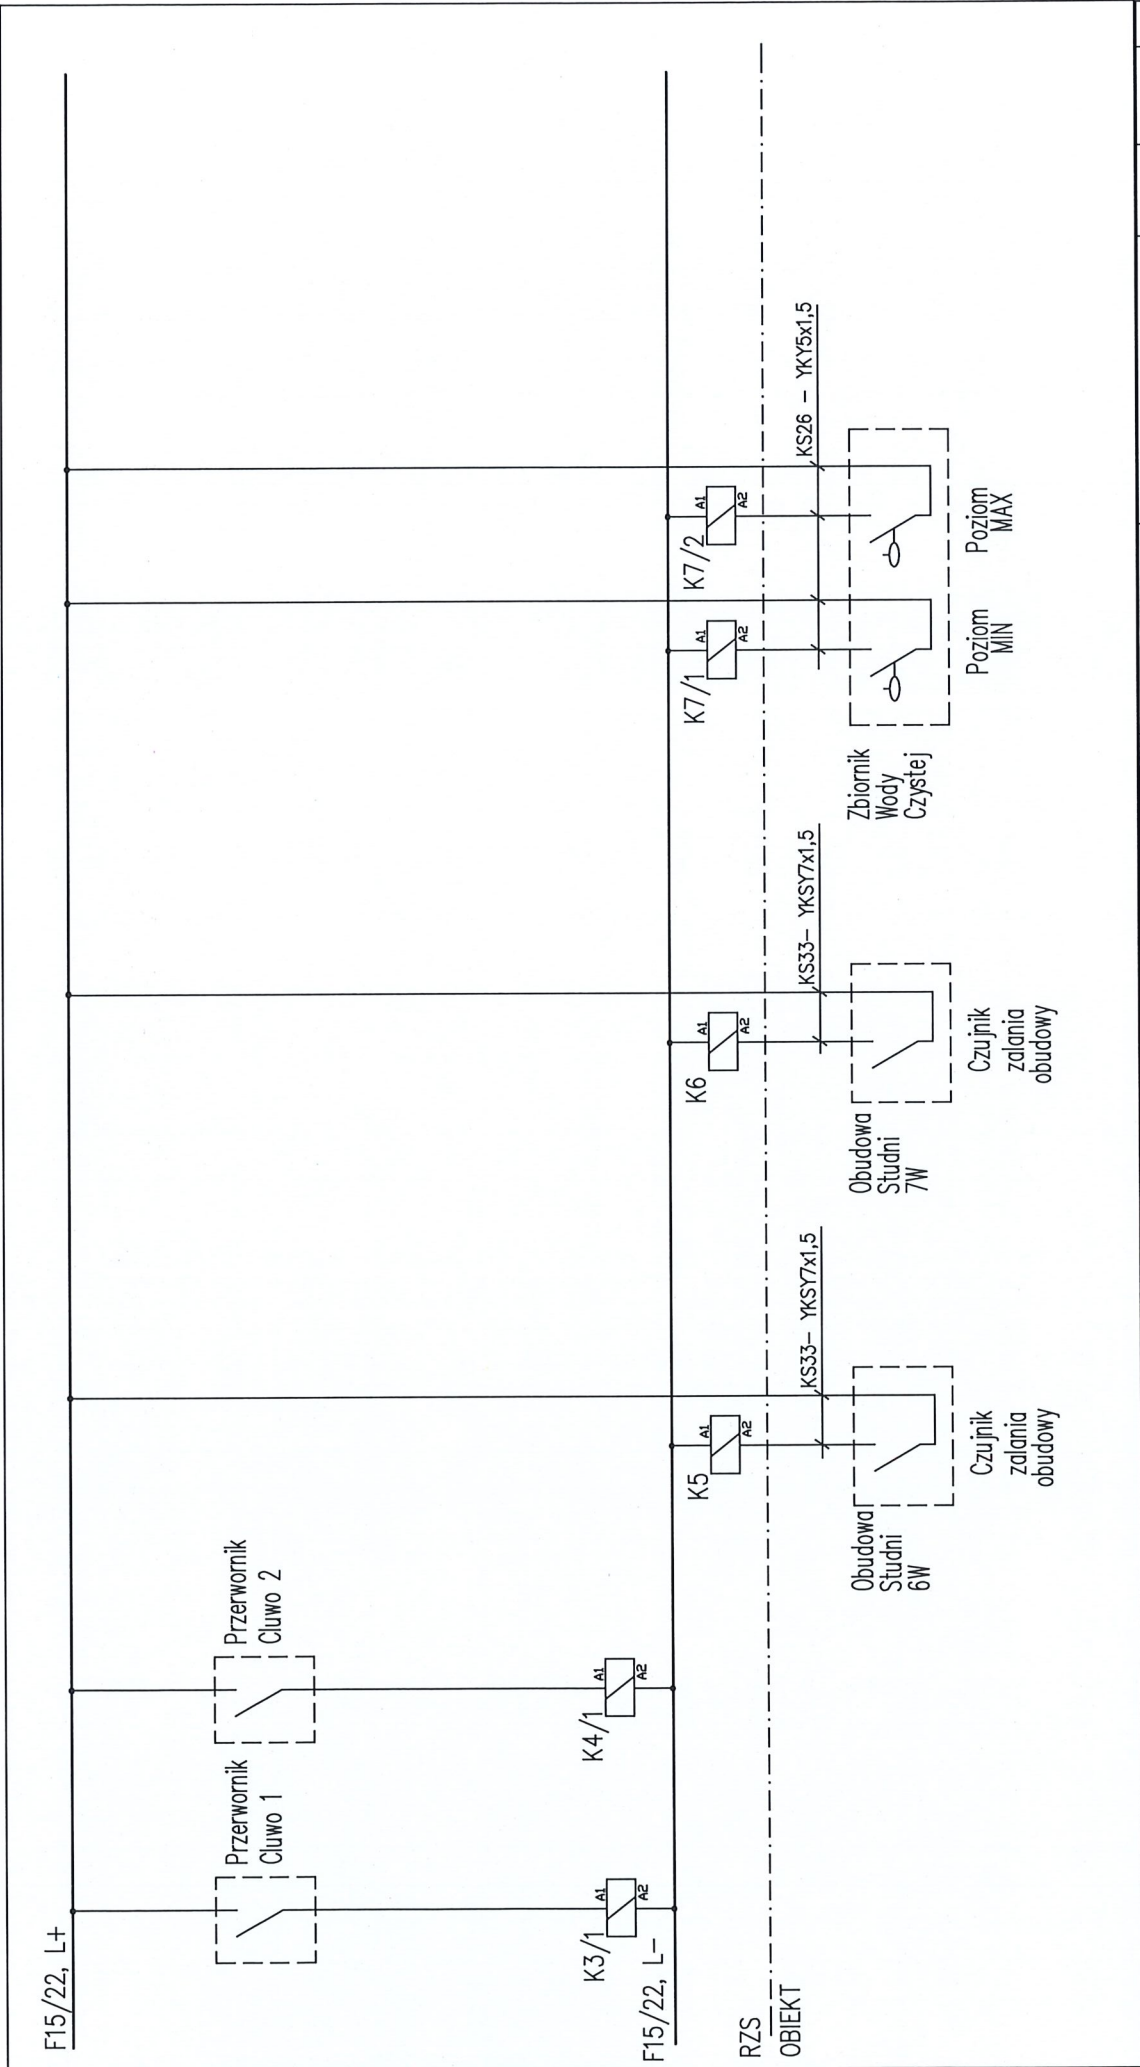 F15/22, L+
Przerwornik
Cluwo 1
Przerwornik
Cluwo 2
K3/1
A1
A2
K4/1
A1
A2
F15/22, L-
K5
A1
A2
K6
A1
A2
K7/1
A1
A2
K7/2
A1
A2
RZS
OBIEKT
KS33- YKSY7x1,5
KS33- YKSY7x1,5
KS26 - YKY5x1,5
Obudowa
Studni
6W
Czujnik
zalania
obudowy
Obudowa
Studni
7W
Czujnik
zalania
obudowy
Zbiornik
Wody
Czystej
Poziom
MIN
Poziom
MAX